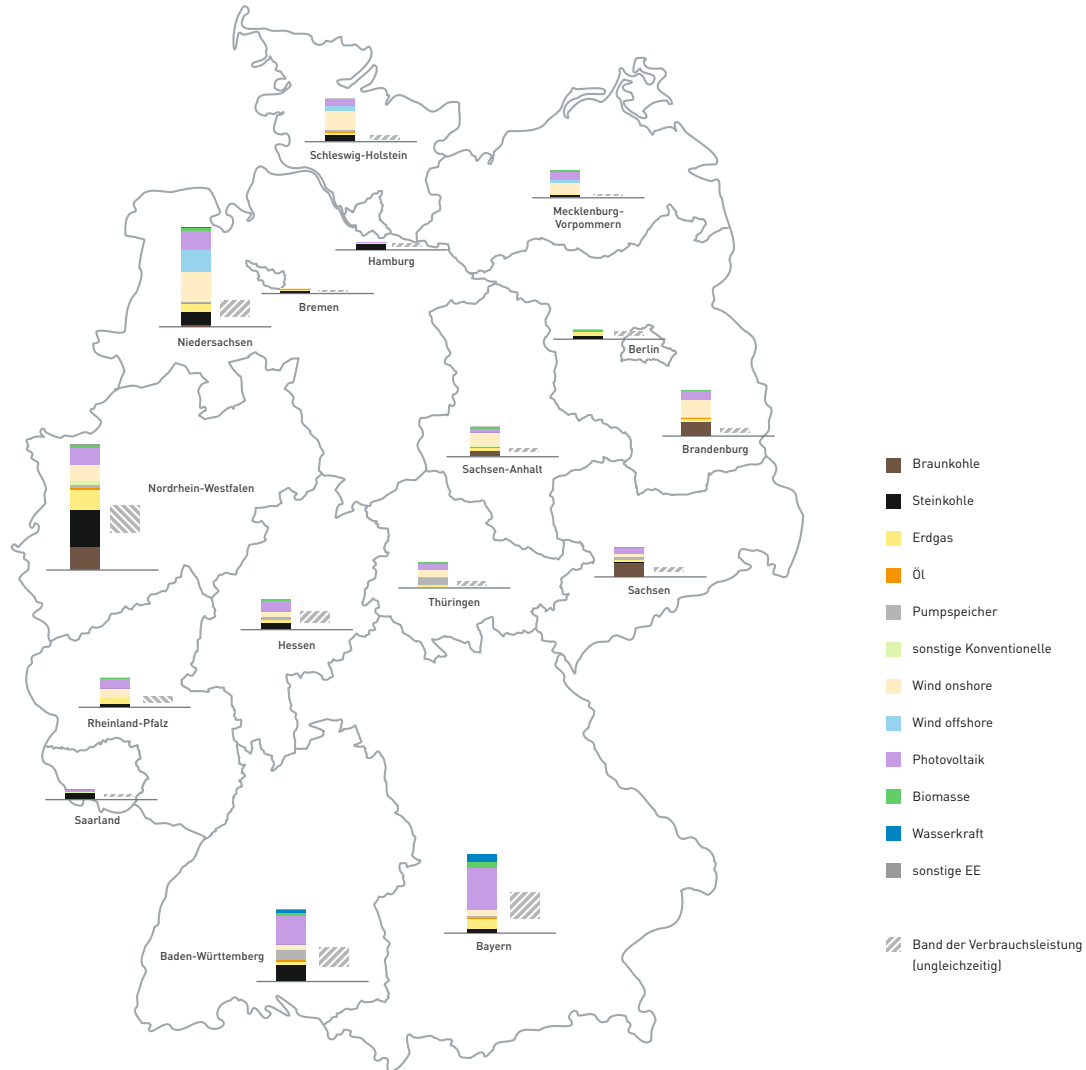 Schleswig-Holstein
Mecklenburg-
Vorpommern
Hamburg
Bremen
Niedersachsen
Berlin
Brandenburg
Sachsen-Anhalt
Nordrhein-Westfalen
Sachsen
Thüringen
Hessen
Rheinland-Pfalz
Saarland
Baden-Württemberg
Bayern
Braunkohle
Steinkohle
Erdgas
Öl
Pumpspeicher
sonstige Konventionelle
Wind onshore
Wind offshore
Photovoltaik
Biomasse
Wasserkraft
sonstige EE
Band der Verbrauchsleistung
(ungleichzeitig)